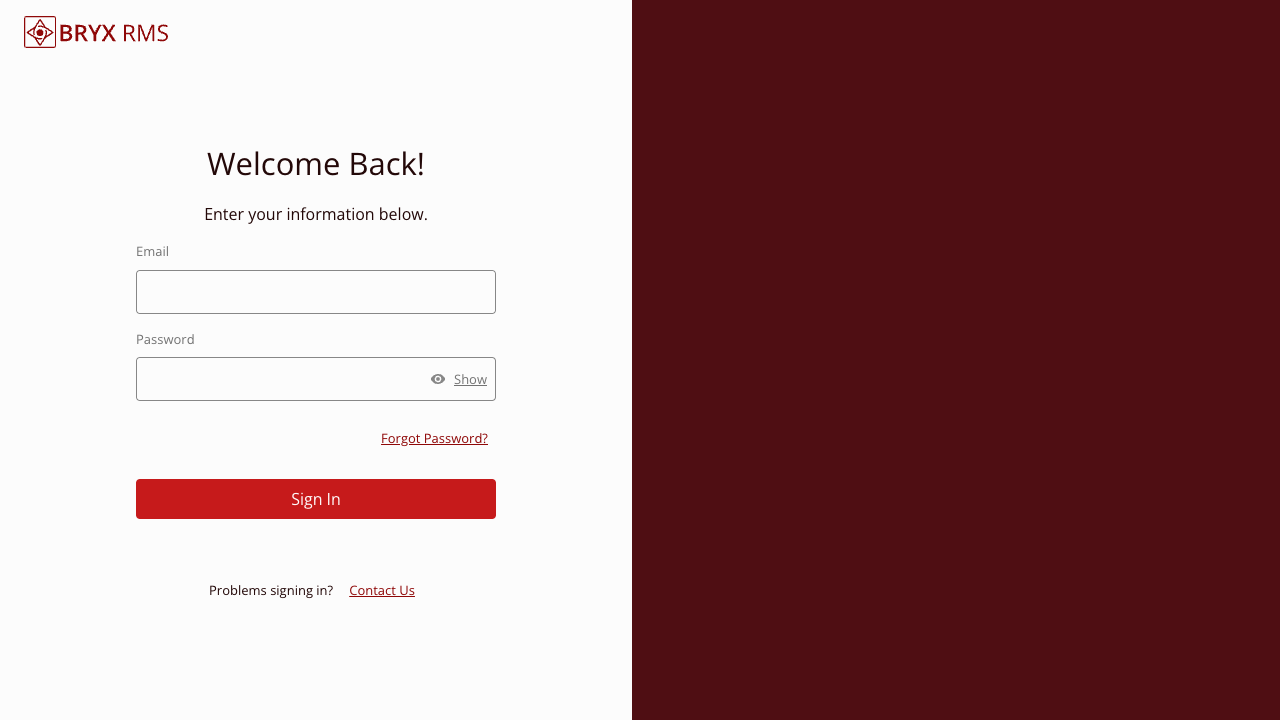 BRYX RMS
Welcome Back!
Enter your information below.
Email
Password
Show
Forgot Password?
Sign In
Problems signing in? Contact Us